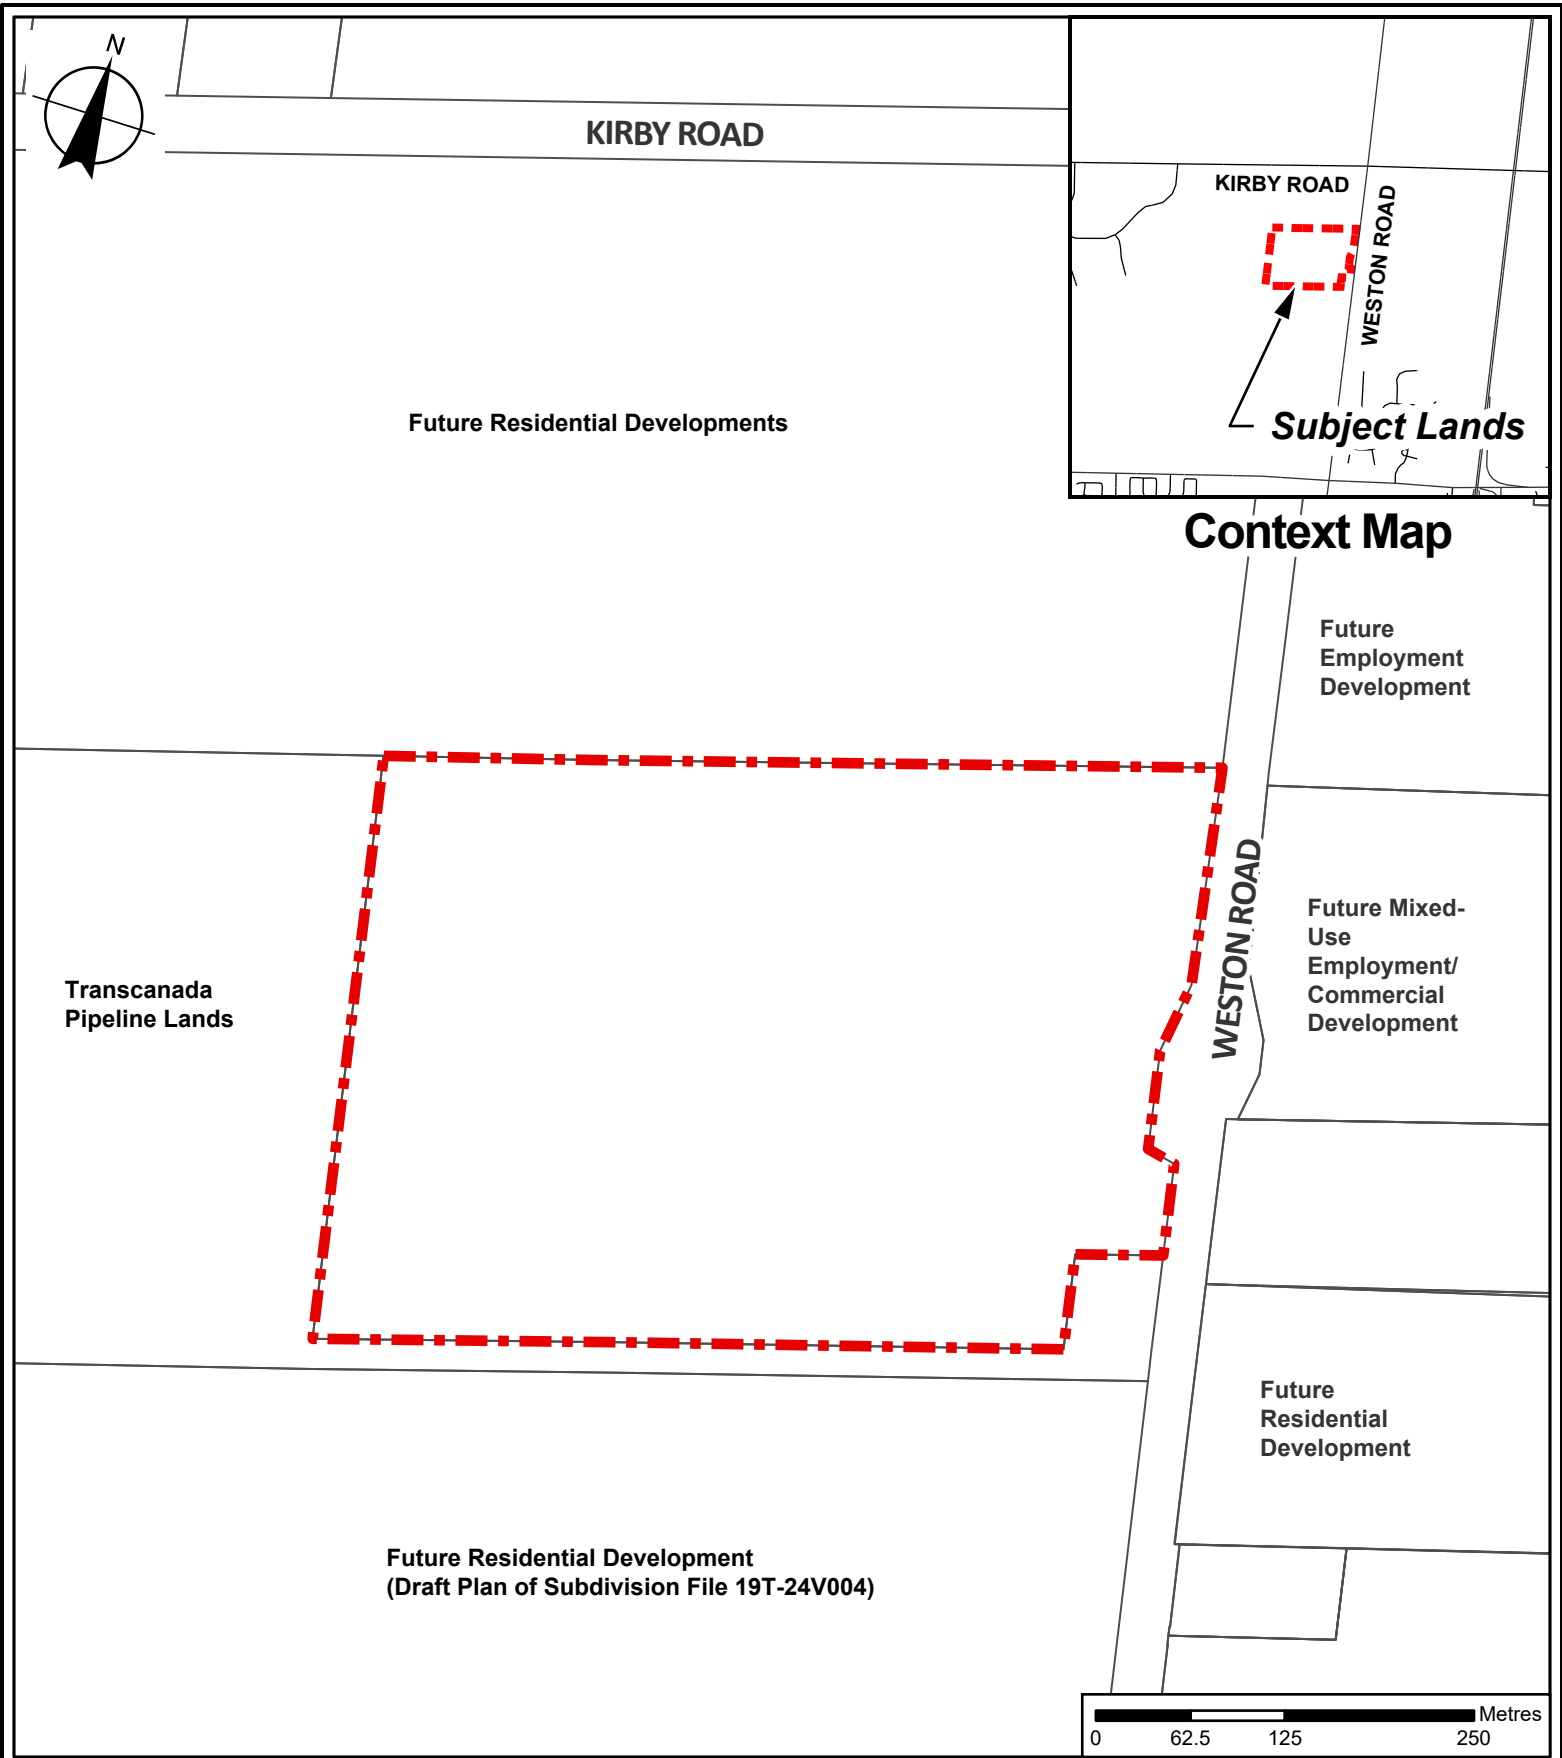 N
KIRBY ROAD
KIRBY ROAD
WESTON ROAD
Subject Lands
Context Map
Future Residential Developments
Future
Employment
Development
WESTON ROAD
Future Mixed-
Use
Employment/
Commercial
Development
Transcanada
Pipeline Lands
Future
Residential
Development
Future Residential Development
(Draft Plan of Subdivision File 19T-24V004)
Metres
0 62.5 125 250